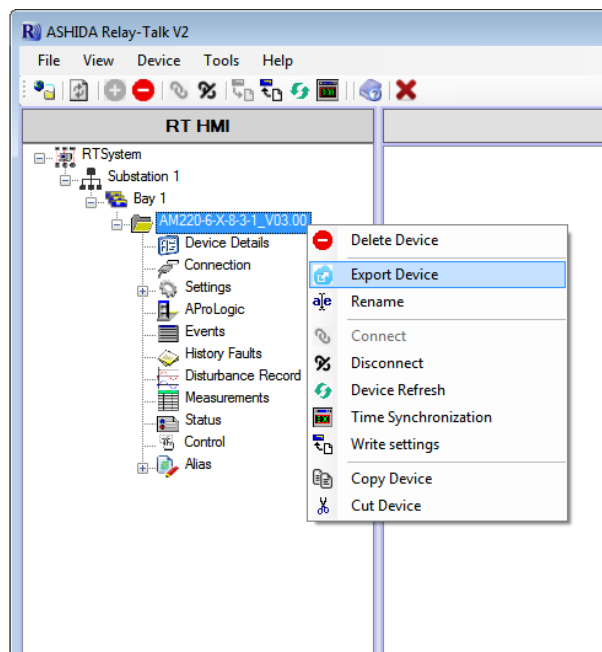 ASHIDA Relay-Talk V2
File View Device Tools Help
RT HMI
RTSystem
Substation 1
Bay 1
AM220-6-X-8-3-1_V03.00
Device Details
Connection
Settings
AProLogic
Events
History Faults
Disturbance Record
Measurements
Status
Control
Alias
Delete Device
Export Device
Rename
Connect
Disconnect
Device Refresh
Time Synchronization
Write settings
Copy Device
Cut Device